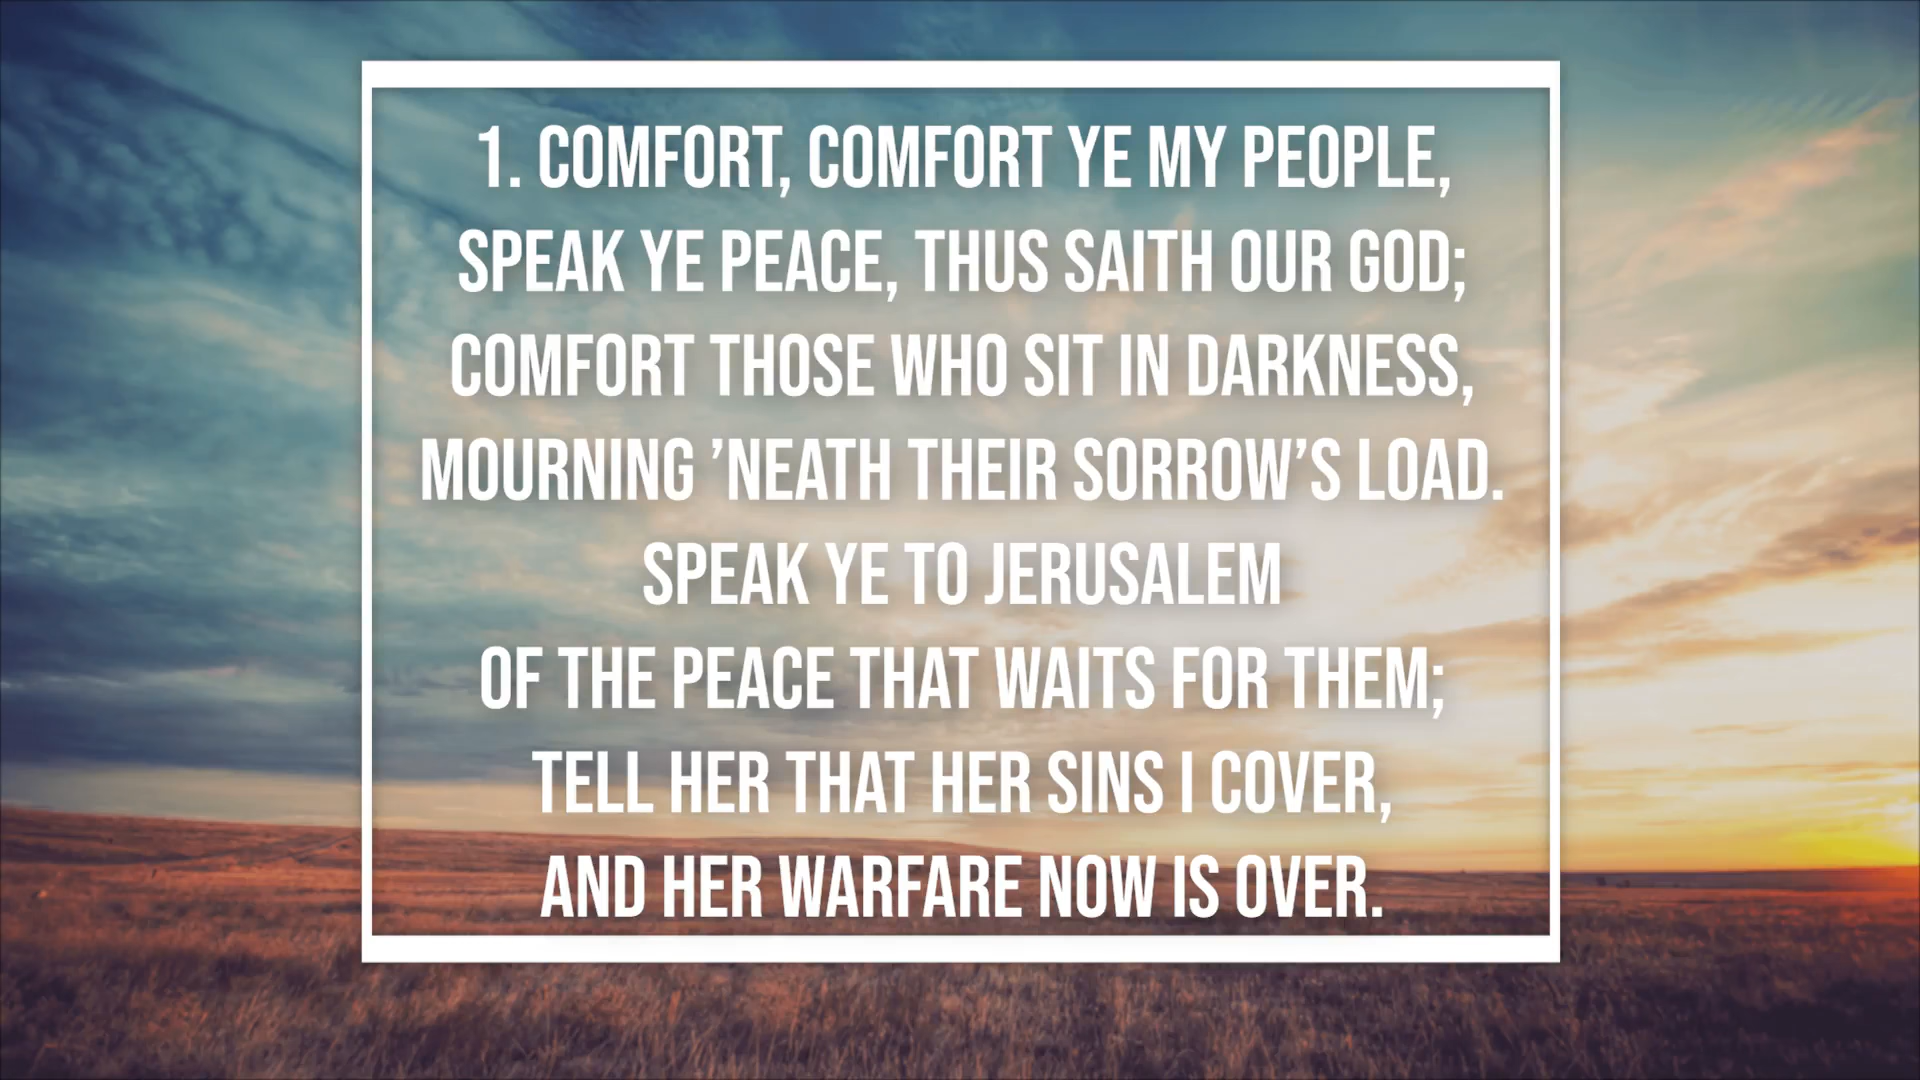 1. COMFORT, COMFORT YE MY PEOPLE,
SPEAK YE PEACE, THUS SAITH OUR GOD;
COMFORT THOSE WHO SIT IN DARKNESS,
MOURNING ’NEATH THEIR SORROW’S LOAD.
SPEAK YE TO JERUSALEM
OF THE PEACE THAT WAITS FOR THEM;
TELL HER THAT HER SINS I COVER,
AND HER WARFARE NOW IS OVER.